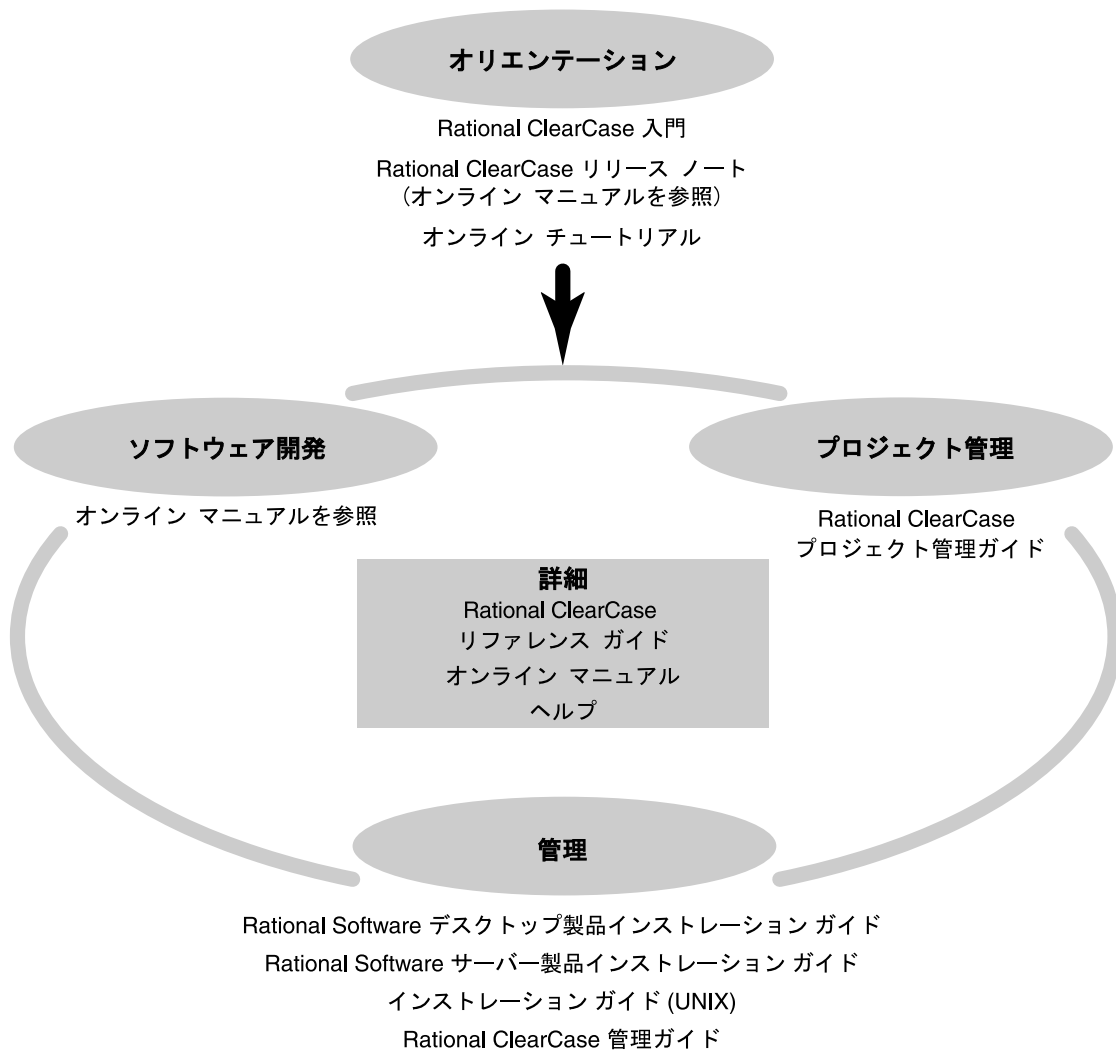 オリエンテーション
Rational ClearCase 入門
Rational ClearCase リリース ノート
（オンライン マニュアルを参照）
オンライン チュートリアル
ソフトウェア開発
オンライン マニュアルを参照
プロジェクト管理
Rational ClearCase
プロジェクト管理ガイド
詳細
Rational ClearCase
リファレンス ガイド
オンライン マニュアル
ヘルプ
管理
Rational Software デスクトップ製品インストレーション ガイド
Rational Software サーバー製品インストレーション ガイド
インストレーション ガイド (UNIX)
Rational ClearCase 管理ガイド